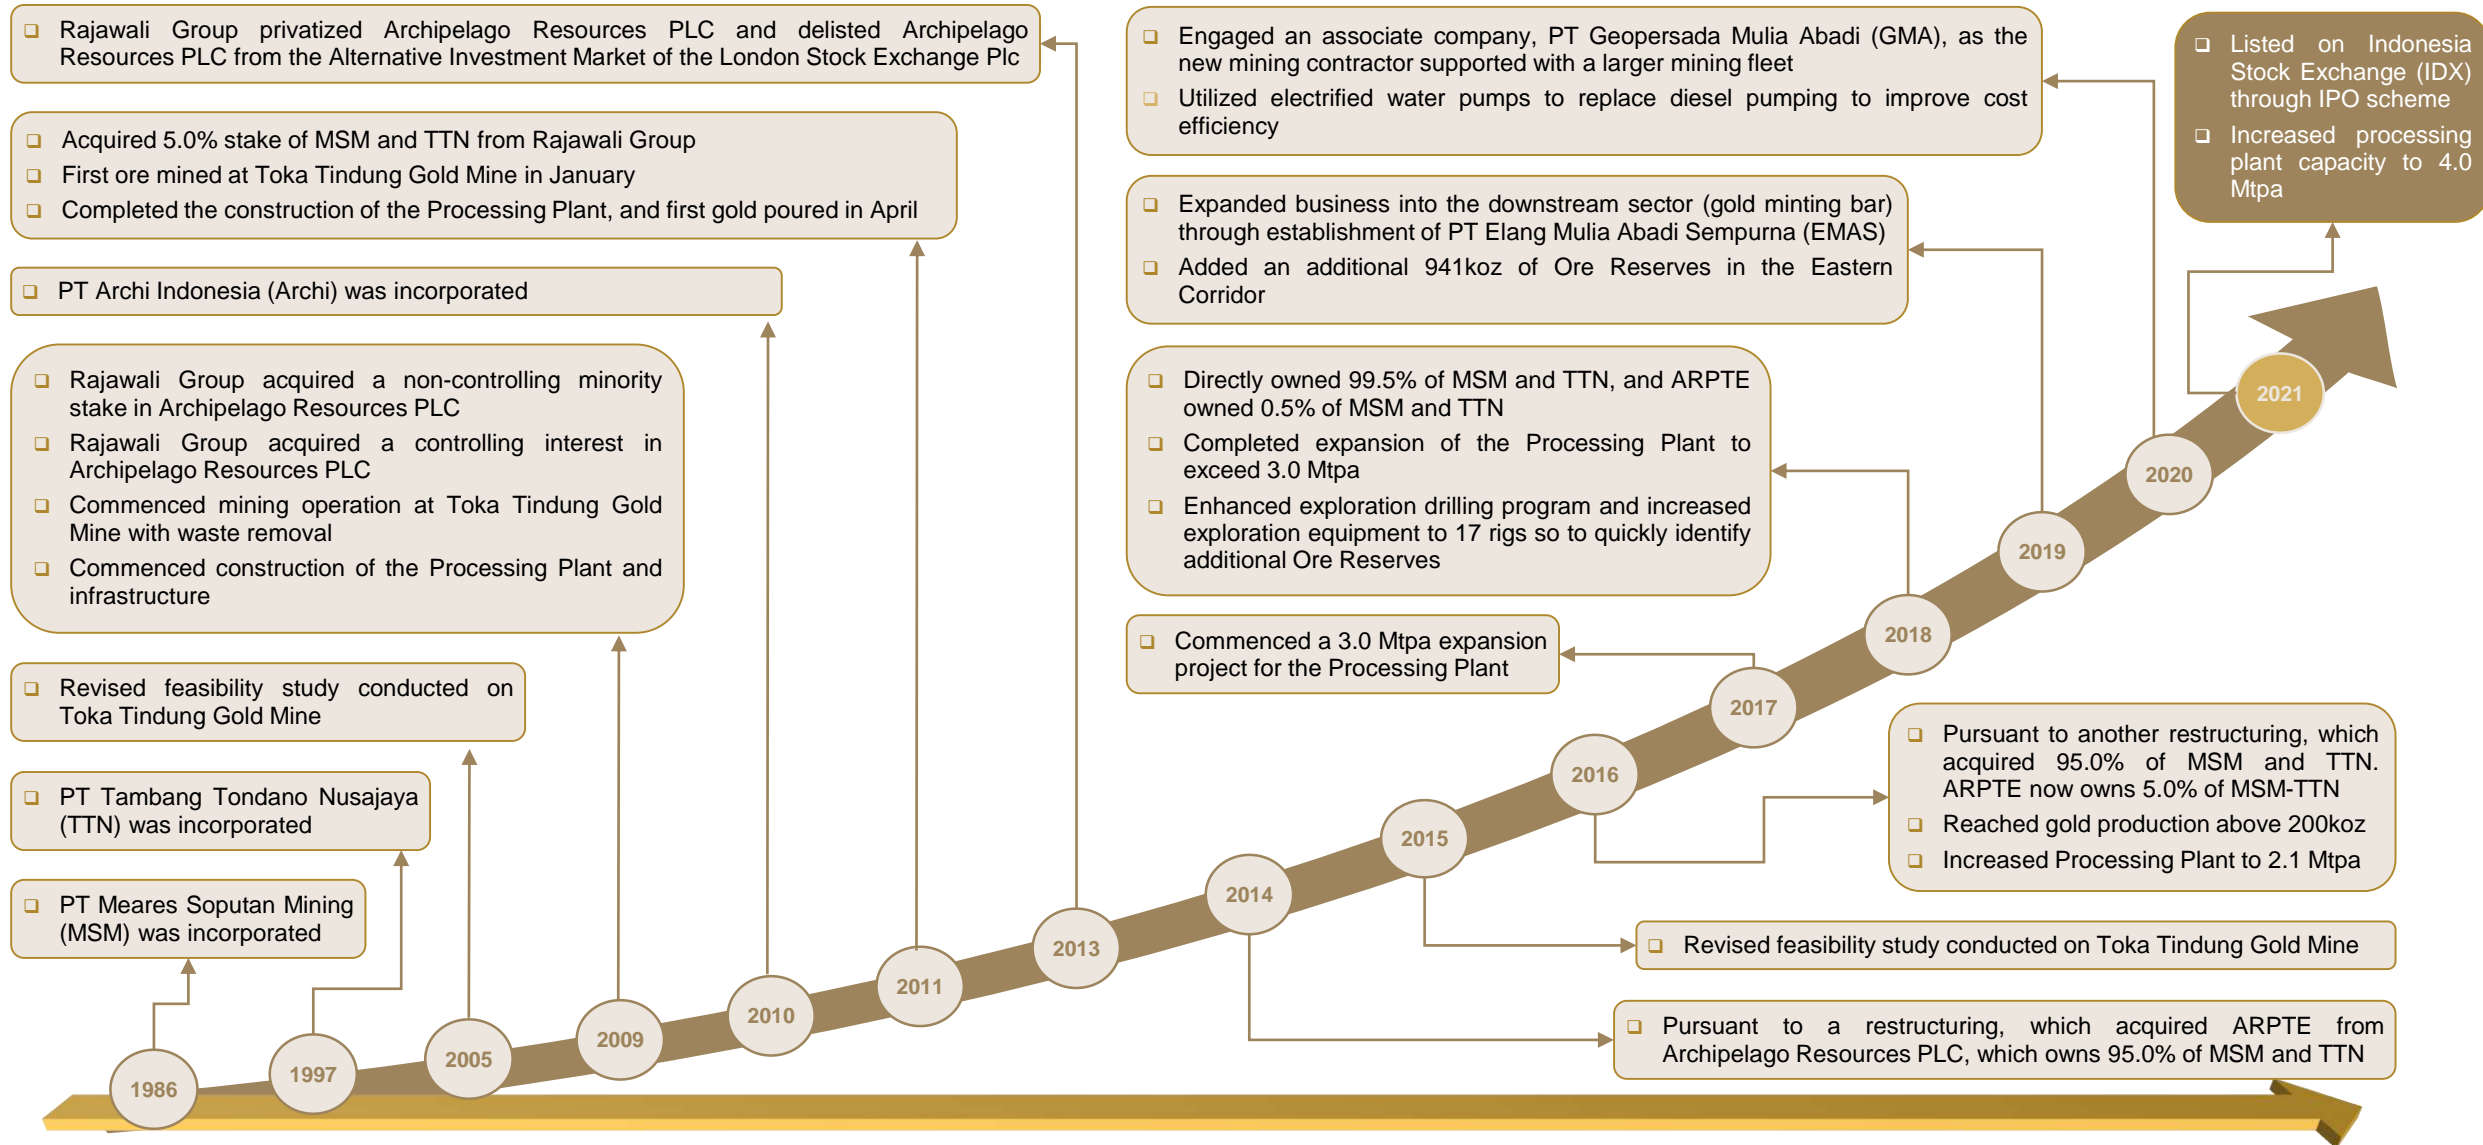 Rajawali Group privatized Archipelago Resources PLC and delisted Archipelago
Resources PLC from the Alternative Investment Market of the London Stock Exchange Plc
Acquired 5.0% stake of MSM and TTN from Rajawali Group
First ore mined at Toka Tindung Gold Mine in January
Completed the construction of the Processing Plant, and first gold poured in April
PT Archi Indonesia (Archi) was incorporated
Rajawali Group acquired a non-controlling minority
stake in Archipelago Resources PLC
Rajawali Group acquired a controlling interest in
Archipelago Resources PLC
Commenced mining operation at Toka Tindung Gold
Mine with waste removal
Commenced construction of the Processing Plant and
infrastructure
Revised feasibility study conducted on
Toka Tindung Gold Mine
PT Tambang Tondano Nusajaya
(TTN) was incorporated
PT Meares Soputan Mining
(MSM) was incorporated
Engaged an associate company, PT Geopersada Mulia Abadi (GMA), as the
new mining contractor supported with a larger mining fleet
Utilized electrified water pumps to replace diesel pumping to improve cost
efficiency
Expanded business into the downstream sector (gold minting bar)
through establishment of PT Elang Mulia Abadi Sempurna (EMAS)
Added an additional 941koz of Ore Reserves in the Eastern
Corridor
Directly owned 99.5% of MSM and TTN, and ARPTE
owned 0.5% of MSM and TTN
Completed expansion of the Processing Plant to
exceed 3.0 Mtpa
Enhanced exploration drilling program and increased
exploration equipment to 17 rigs so to quickly identify
additional Ore Reserves
Commenced a 3.0 Mtpa expansion
project for the Processing Plant
Listed on Indonesia
Stock Exchange (IDX)
through IPO scheme
Increased processing
plant capacity to 4.0
Mtpa
Pursuant to another restructuring, which
acquired 95.0% of MSM and TTN.
ARPTE now owns 5.0% of MSM-TTN
Reached gold production above 200koz
Increased Processing Plant to 2.1 Mtpa
Revised feasibility study conducted on Toka Tindung Gold Mine
Pursuant to a restructuring, which acquired ARPTE from
Archipelago Resources PLC, which owns 95.0% of MSM and TTN
1986
1997
2005
2009
2010
2011
2013
2014
2015
2016
2017
2018
2019
2020
2021